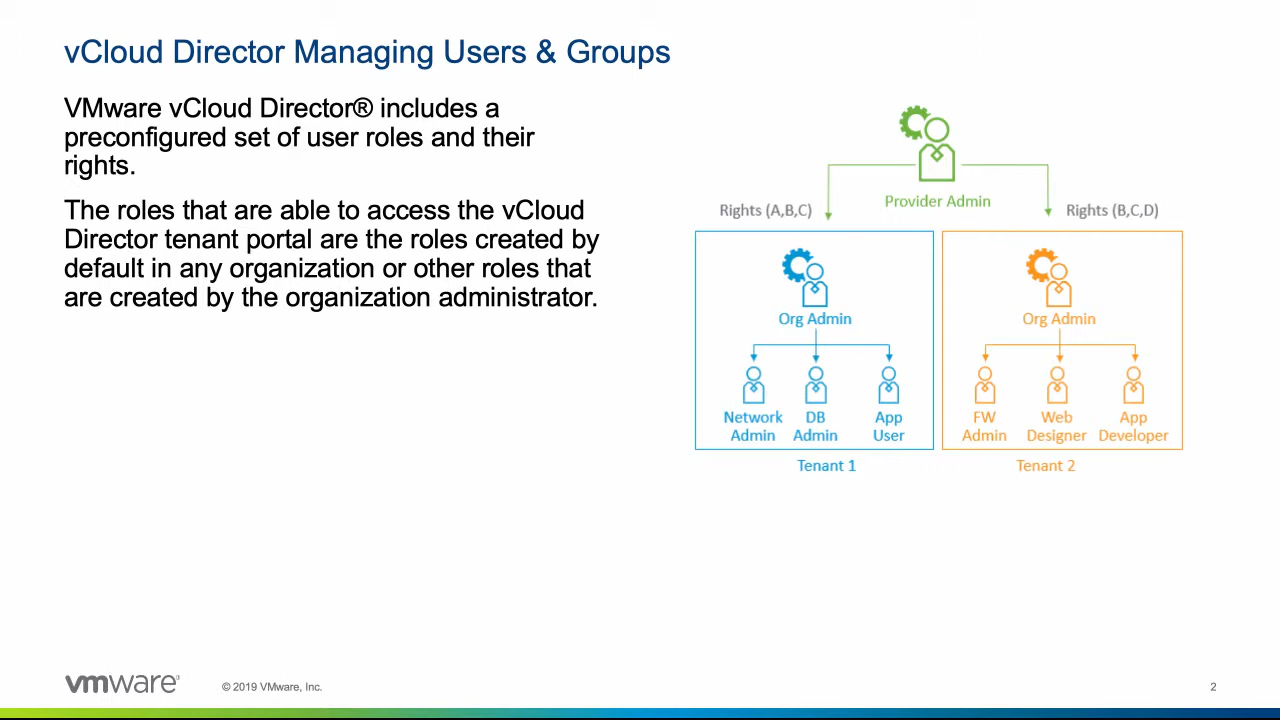 vCloud Director Managing Users & Groups
VMware vCloud Director® includes a
preconfigured set of user roles and their
rights.
The roles that are able to access the vCloud
Director tenant portal are the roles created by
default in any organization or other roles that
are created by the organization administrator.
Provider Admin
Rights (A,B,C)
Rights (B,C,D)
Org Admin
Network
Admin
DB
Admin
App
User
Tenant 1
Org Admin
FW
Admin
Web
Designer
App
Developer
Tenant 2
vmware
© 2019 VMware, Inc.
2